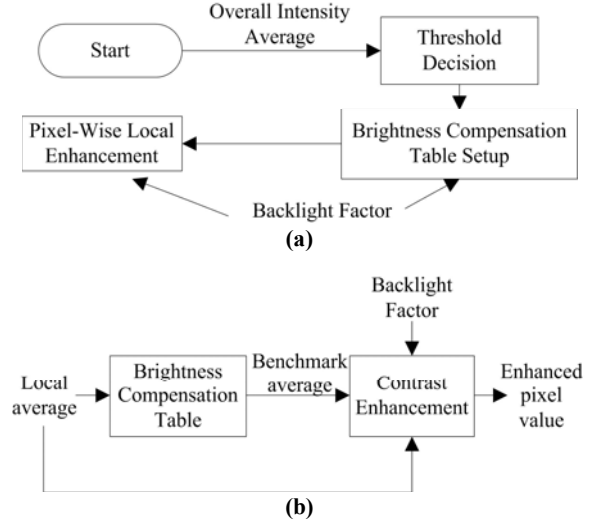 Overall Intensity
Average
Start
Threshold
Decision
Pixel-Wise Local
Enhancement
Brightness Compensation
Table Setup
Backlight Factor
(a)
Backlight
Factor
Local
average
Brightness
Compensation
Table
Benchmark
average
Contrast
Enhancement
Enhanced
pixel
value
(b)